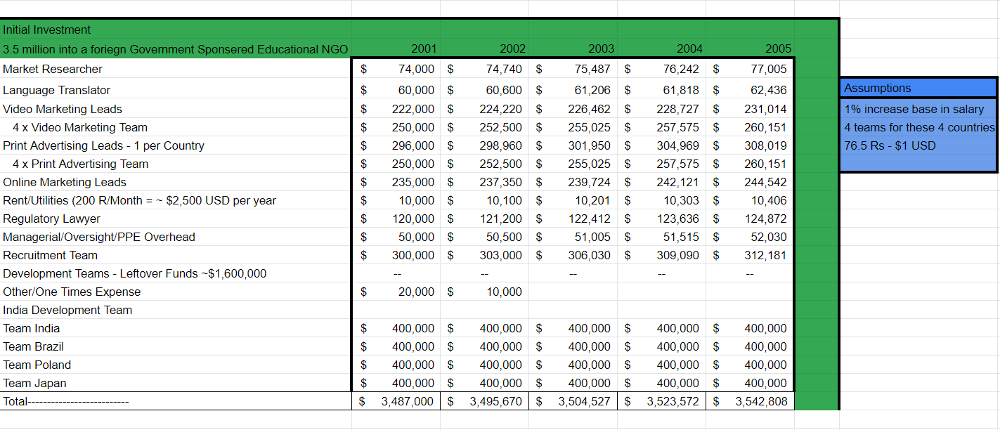 Initial Investment
3.5 million into a foriegn Government Sponsered Educational NGO 2001 2002 2003 2004 2005
Market Researcher $ 74,000 $ 74,740 $ 75,487 $ 76,242 $ 77,005
Assumptions
Language Translator $ 60,000 $ 60,600 $ 61,206 $ 61,818 $ 62,436
Video Marketing Leads $ 222,000 $ 224,220 $ 226,462 $ 228,727 $ 231,014
1% increase base in salary
4 x Video Marketing Team $ 250,000 $ 252,500 $ 255,025 $ 257,575 $ 260,151
4 teams for these 4 countries
Print Advertising Leads - 1 per Country $ 296,000 $ 298,960 $ 301,950 $ 304,969 $ 308,019
76.5 Rs - $1 USD
4 x Print Advertising Team $ 250,000 $ 252,500 $ 255,025 $ 257,575 $ 260,151
Online Marketing Leads $ 235,000 $ 237,350 $ 239,724 $ 242,121 $ 244,542
Rent/Utilities (200 R/Month = ~ $2,500 USD per year $ 10,000 $ 10,100 $ 10,201 $ 10,303 $ 10,406
Regulatory Lawyer $ 120,000 $ 121,200 $ 122,412 $ 123,636 $ 124,872
Managerial/Oversight/PPE Overhead $ 50,000 $ 50,500 $ 51,005 $ 51,515 $ 52,030
Recruitment Team $ 300,000 $ 303,000 $ 306,030 $ 309,090 $ 312,181
Development Teams - Leftover Funds ~$1,600,000 -- -- -- -- --
Other/One Times Expense $ 20,000 $ 10,000
India Development Team
Team India $ 400,000 $ 400,000 $ 400,000 $ 400,000 $ 400,000
Team Brazil $ 400,000 $ 400,000 $ 400,000 $ 400,000 $ 400,000
Team Poland $ 400,000 $ 400,000 $ 400,000 $ 400,000 $ 400,000
Team Japan $ 400,000 $ 400,000 $ 400,000 $ 400,000 $ 400,000
Total-------------------------- $ 3,487,000 $ 3,495,670 $ 3,504,527 $ 3,523,572 $ 3,542,808